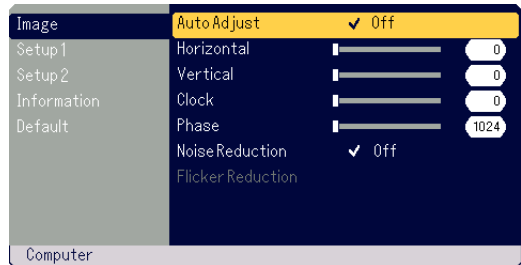 Image
Setup1
Setup2
Information
Default
Auto Adjust ✔ Off
Horizontal 0
Vertical 0
Clock 0
Phase 1024
Noise Reduction ✔ Off
Flicker Reduction
Computer